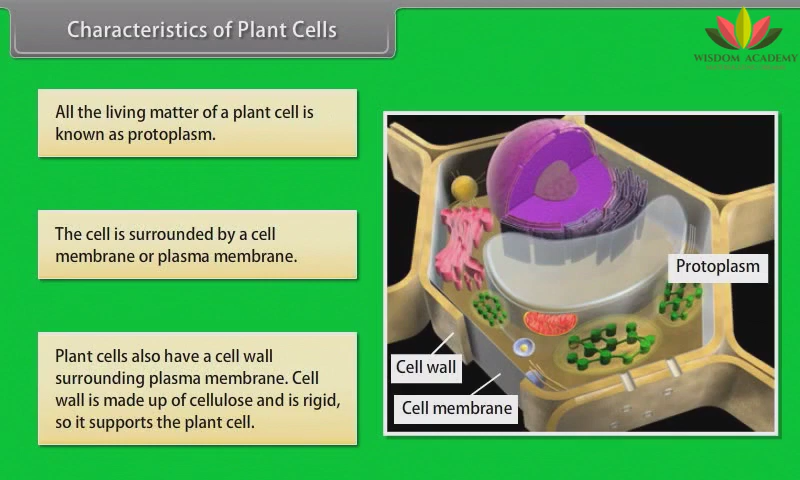 Characteristics of Plant Cells
WISDOM ACADEMY
All the living matter of a plant cell is
known as protoplasm.
The cell is surrounded by a cell
membrane or plasma membrane.
Plant cells also have a cell wall
surrounding plasma membrane. Cell
wall is made up of cellulose and is rigid,
so it supports the plant cell.
Protoplasm
Cell wall
Cell membrane